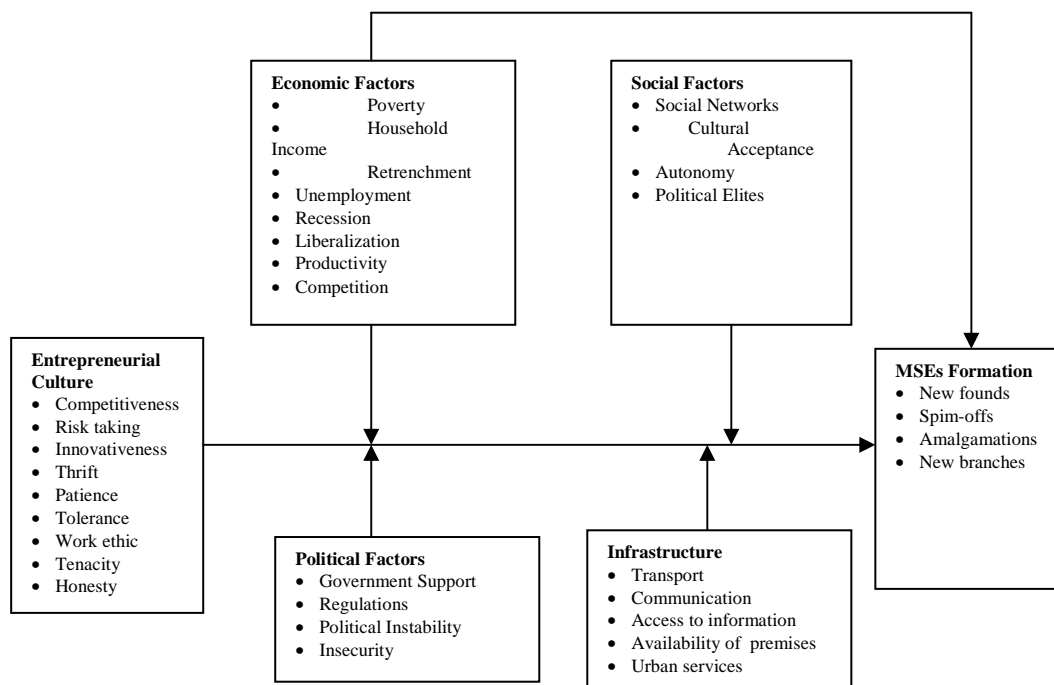 Economic Factors
• Poverty
• Household
Income
• Retrenchment
• Unemployment
• Recession
• Liberalization
• Productivity
• Competition
Social Factors
• Social Networks
• Cultural
Acceptance
• Autonomy
• Political Elites
Entrepreneurial
Culture
• Competitiveness
• Risk taking
• Innovativeness
• Thrift
• Patience
• Tolerance
• Work ethic
• Tenacity
• Honesty
MSEs Formation
• New founds
• Spim-offs
• Amalgamations
• New branches
Political Factors
• Government Support
• Regulations
• Political Instability
• Insecurity
Infrastructure
• Transport
• Communication
• Access to information
• Availability of premises
• Urban services